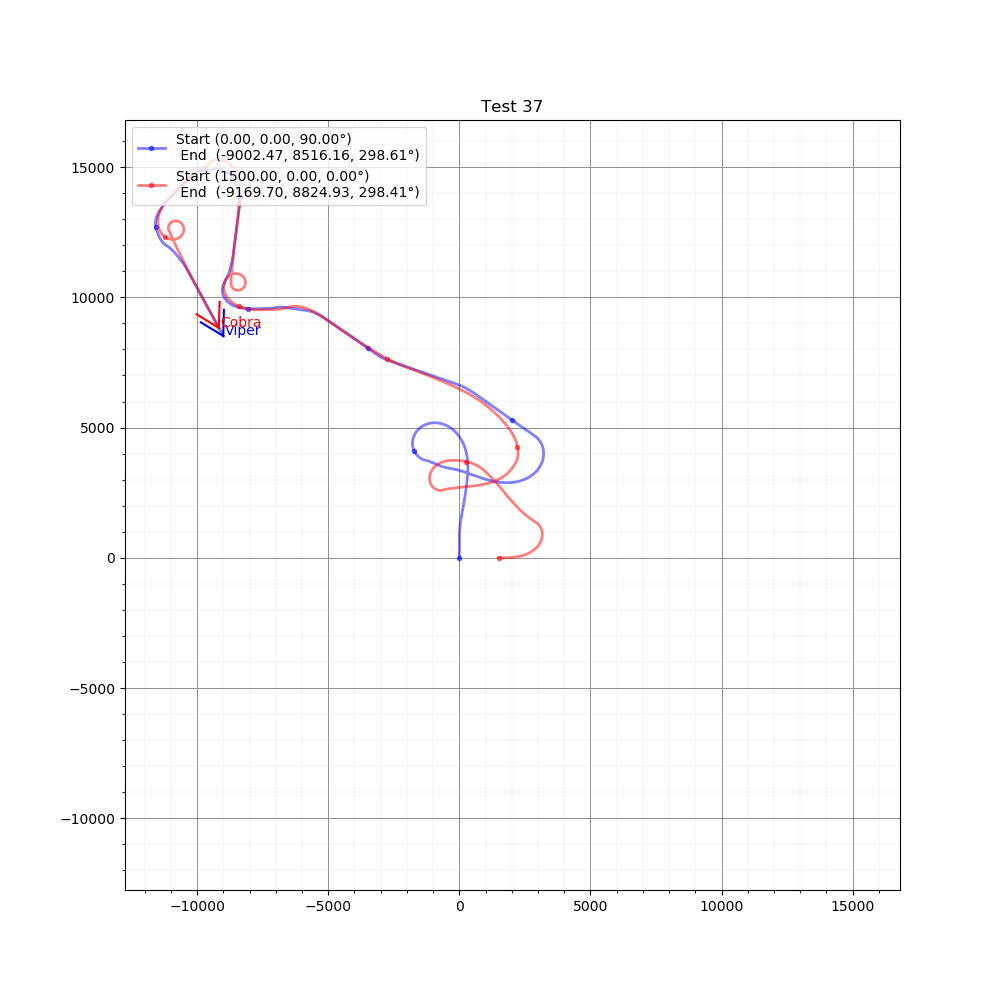 Test 37
Start (0.00, 0.00, 90.00°)
End (-9002.47, 8516.16, 298.61°)
Start (1500.00, 0.00, 0.00°)
End (-9169.70, 8824.93, 298.41°)
Cobra
Viper
15000
10000
5000
0
−5000
−10000
−10000
−5000
0
5000
10000
15000